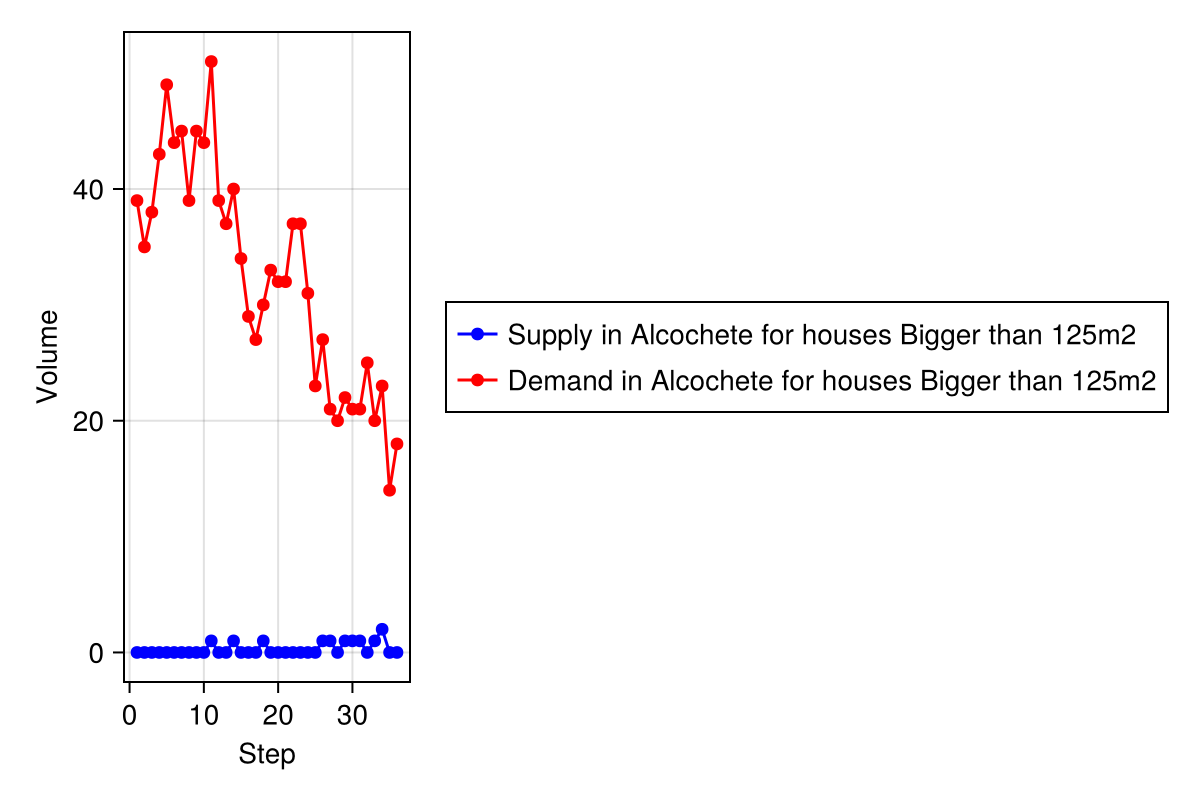 Volume
40
20
0
0 10 20 30
Step
Supply in Alcochete for houses Bigger than 125m2
Demand in Alcochete for houses Bigger than 125m2